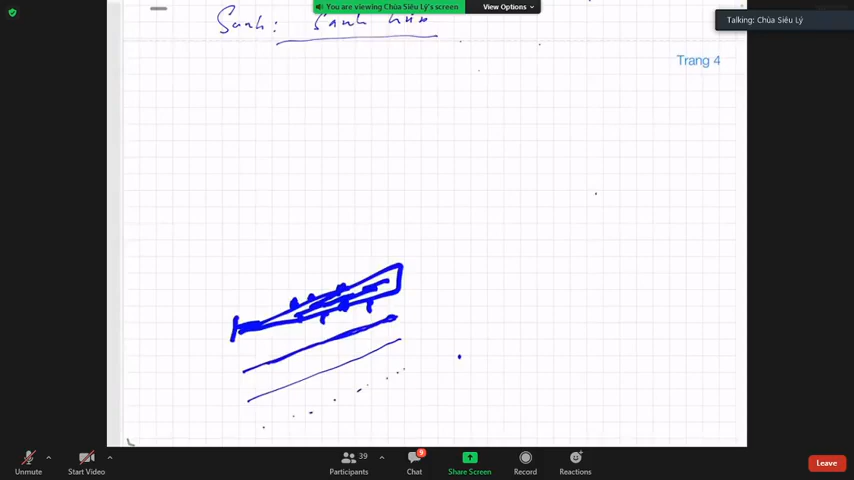 You are viewing Chùa Siêu Lý's screen
View Options
Talking: Chùa Siêu Lý
Sanh:
Trang 4
39
9
Unmute
Start Video
Participants
Chat
Share Screen
Record
Reactions
Leave